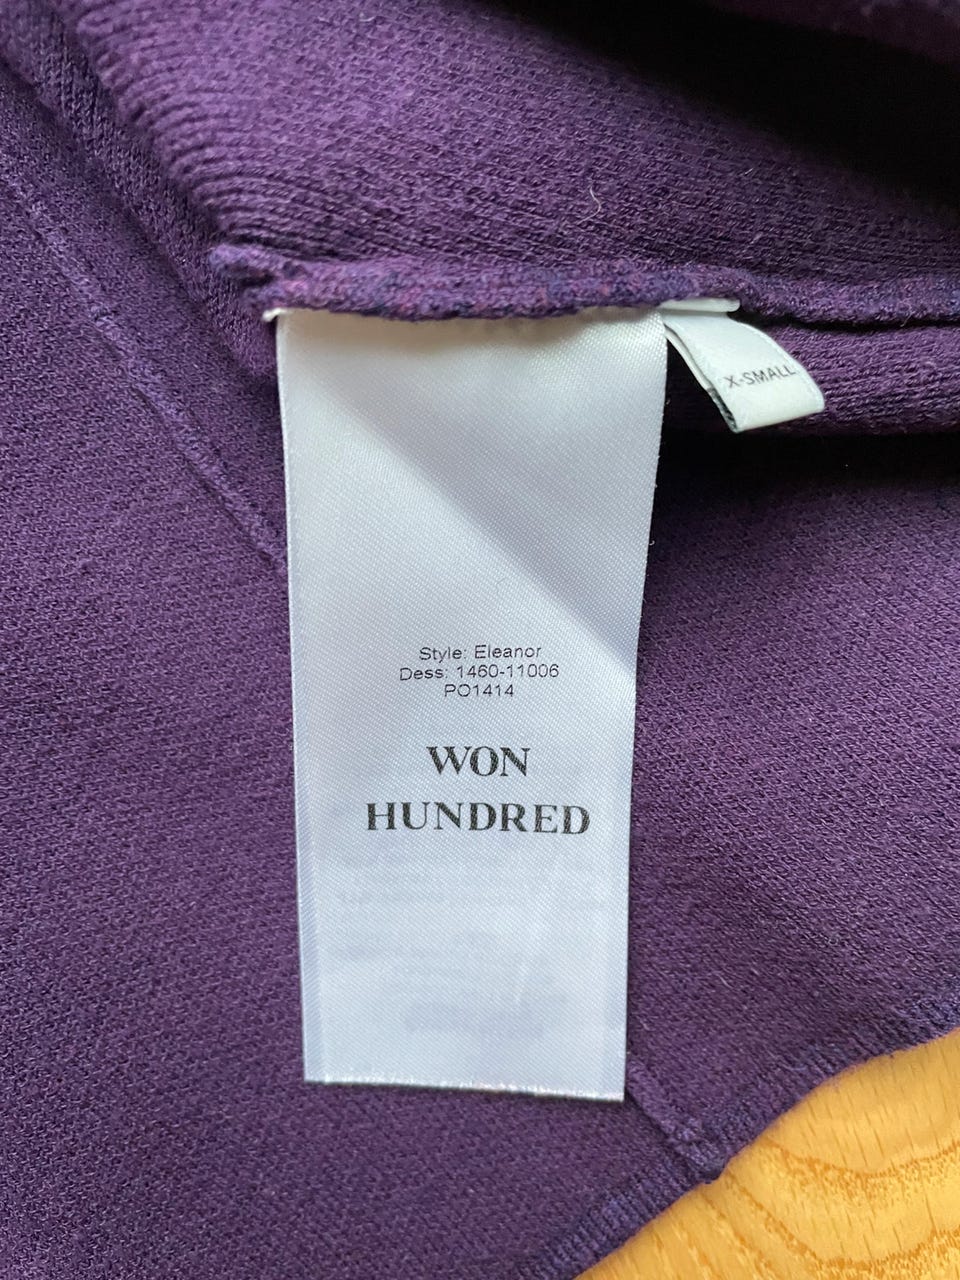 X-SMALL
Style: Eleanor
Dess: 1460-11006
PO1414
WON
HUNDRED